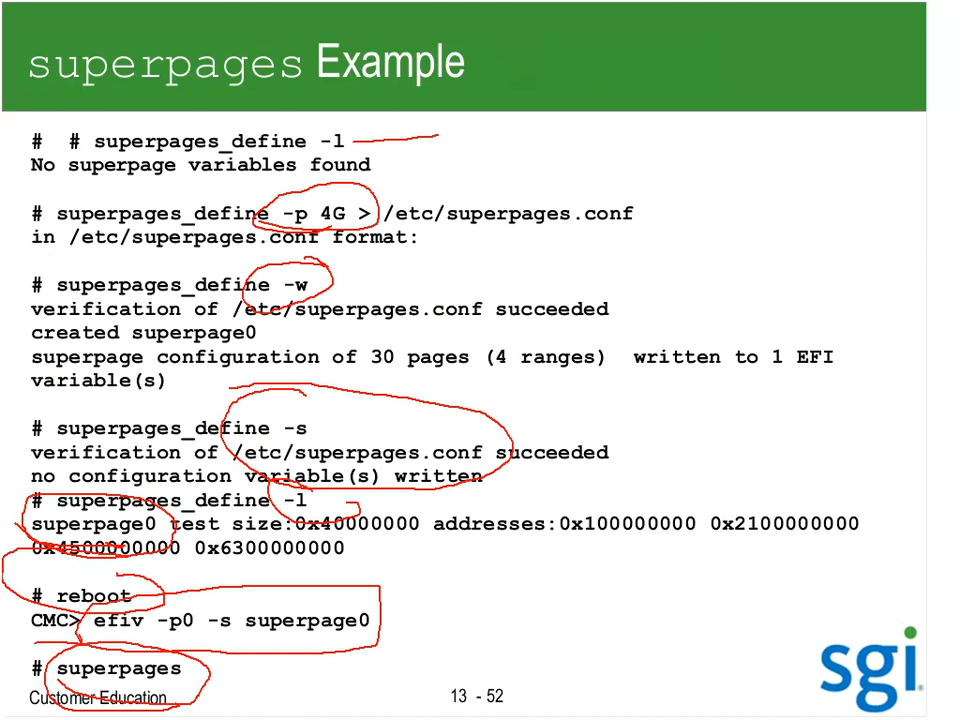 superpages Example
# # superpages_define -l
No superpage variables found
# superpages_define -p 4G > /etc/superpages.conf
in /etc/superpages.conf format:
# superpages_define -w
verification of /etc/superpages.conf succeeded
created superpage0
superpage configuration of 30 pages (4 ranges) written to 1 EFI
variable(s)
# superpages_define -s
verification of /etc/superpages.conf succeeded
no configuration variable(s) written
# superpages_define -l
superpage0 test size:0x40000000 addresses:0x100000000 0x2100000000
0x4500000000 0x6300000000
# reboot
CMC> efiv -p0 -s superpage0
# superpages
Customer Education
13 - 52
sgi